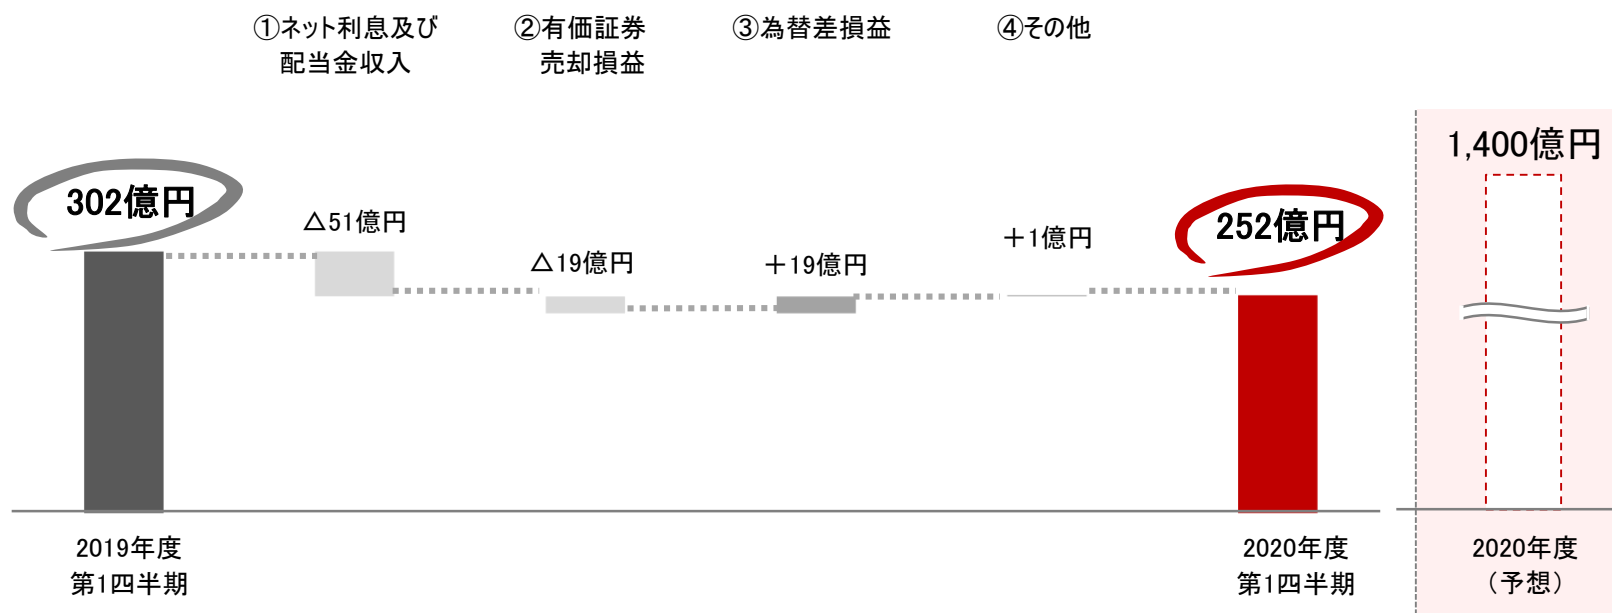 ①ネット利息及び
配当金収入
②有価証券
売却損益
③為替差損益
④その他
302億円
△51億円
△19億円
＋19億円
＋1億円
252億円
1,400億円
2019年度
第1四半期
2020年度
第1四半期
2020年度
（予想）